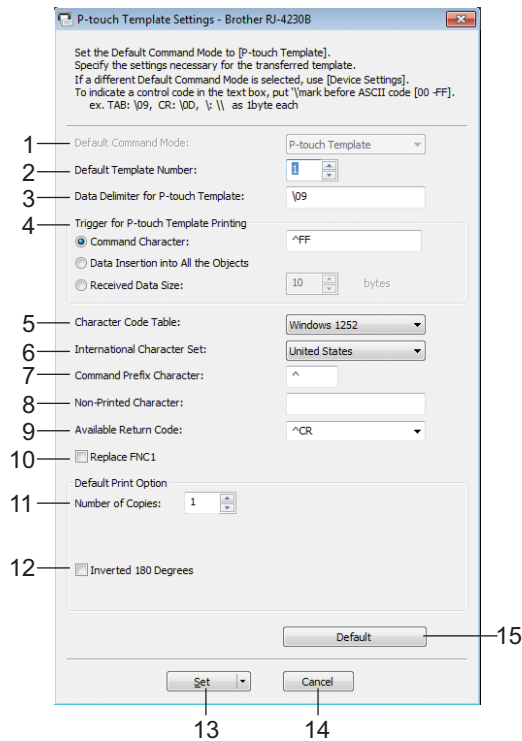 P-touch Template Settings - Brother RJ-4230B
Set the Default Command Mode to [P-touch Template].
Specify the settings necessary for the transferred template.
If a different Default Command Mode is selected, use [Device Settings].
To indicate a control code in the text box, put '\'mark before ASCII code [00 -FF].
ex. TAB: \09, CR: \0D, \; \\ as 1byte each
1 Default Command Mode: P-touch Template
2 Default Template Number: 1
3 Data Delimiter for P-touch Template: \09
4 Trigger for P-touch Template Printing
Command Character: ^FF
Data Insertion into All the Objects
Received Data Size: 10 bytes
5 Character Code Table: Windows 1252
6 International Character Set: United States
7 Command Prefix Character: ^
8 Non-Printed Character:
9 Available Return Code: ^CR
10 Replace FNC1
Default Print Option
11 Number of Copies: 1
12 Inverted 180 Degrees
Default 15
Set Cancel
13 14